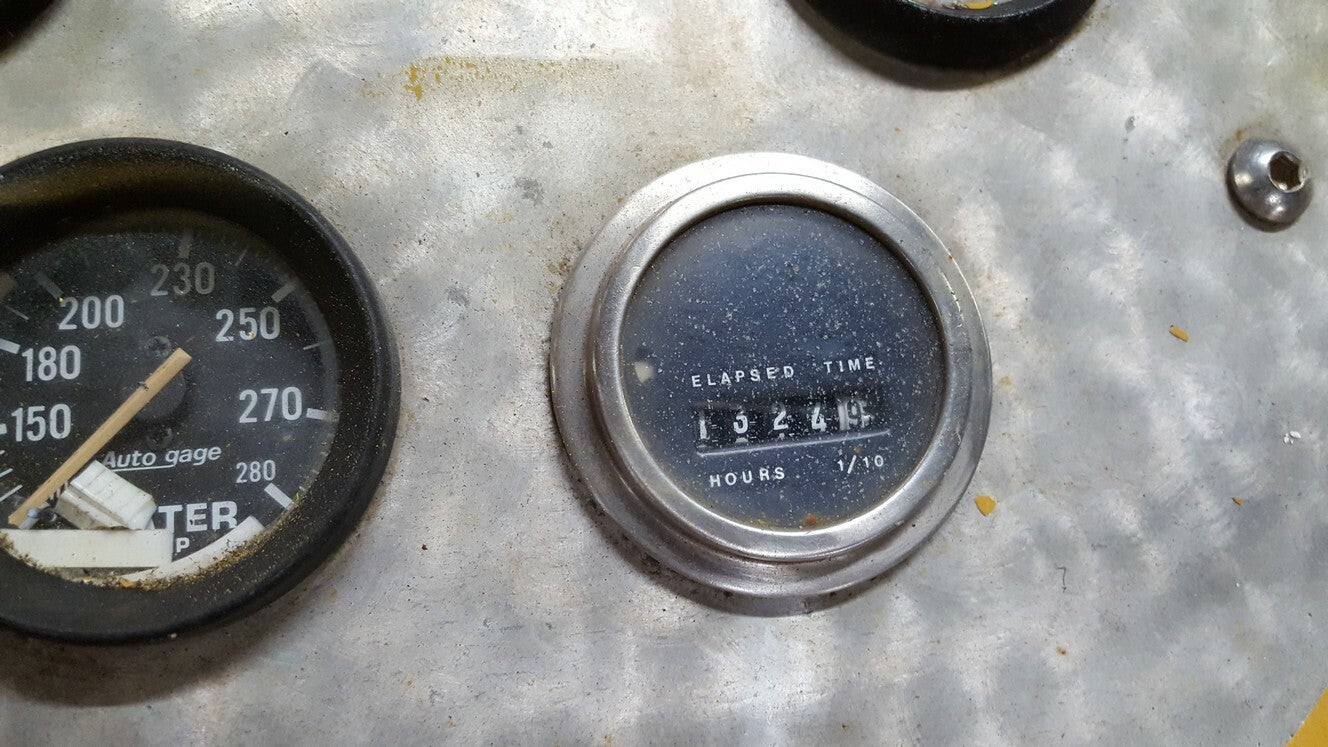 230
200
250
180
270
150
Auto gage
280
TER
P
ELAPSED TIME
1 3 2 4 9
HOURS 1/10